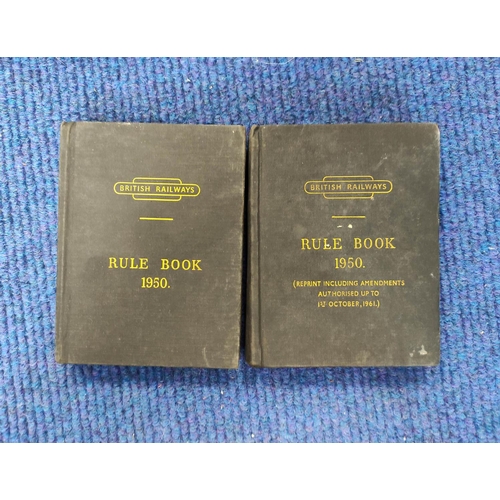 BRITISH RAILWAYS
RULE BOOK
1950.
BRITISH RAILWAYS
RULE BOOK
1950.
(REPRINT INCLUDING AMENDMENTS
AUTHORISED UP TO
1ST OCTOBER, 1961.)